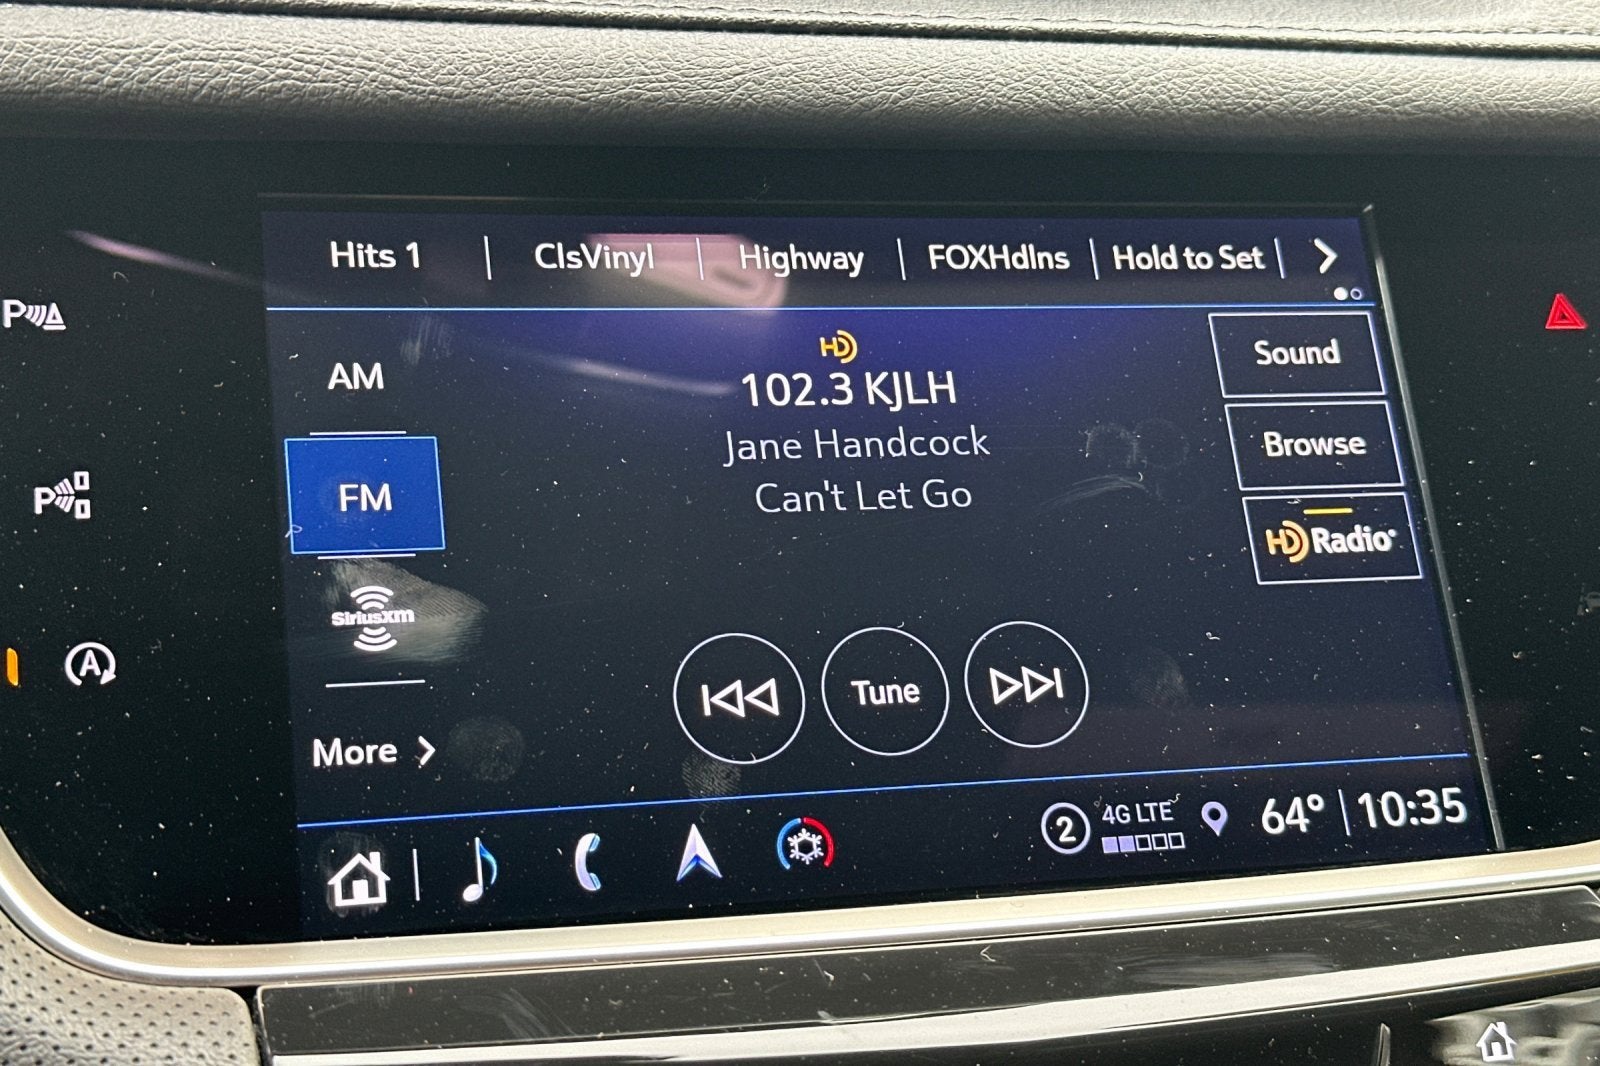 Hits 1 | ClsVinyl | Highway | FOXHdlns | Hold to Set |
AM
FM
SiriusXm
More
HD
102.3 KJLH
Jane Handcock
Can't Let Go
Sound
Browse
HD Radio
Tune
2 4G LTE 64° | 10:35
P
P
A